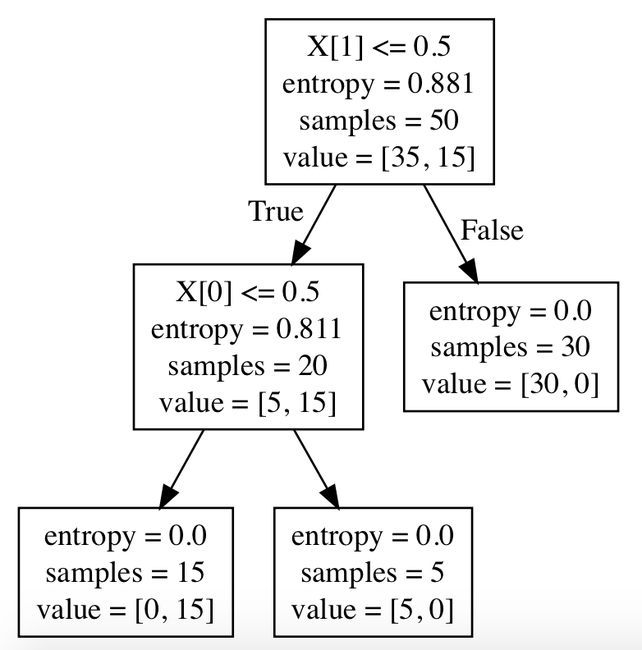 X[1] <= 0.5
entropy = 0.881
samples = 50
value = [35, 15]
True
False
X[0] <= 0.5
entropy = 0.811
samples = 20
value = [5, 15]
entropy = 0.0
samples = 30
value = [30, 0]
entropy = 0.0
samples = 15
value = [0, 15]
entropy = 0.0
samples = 5
value = [5, 0]